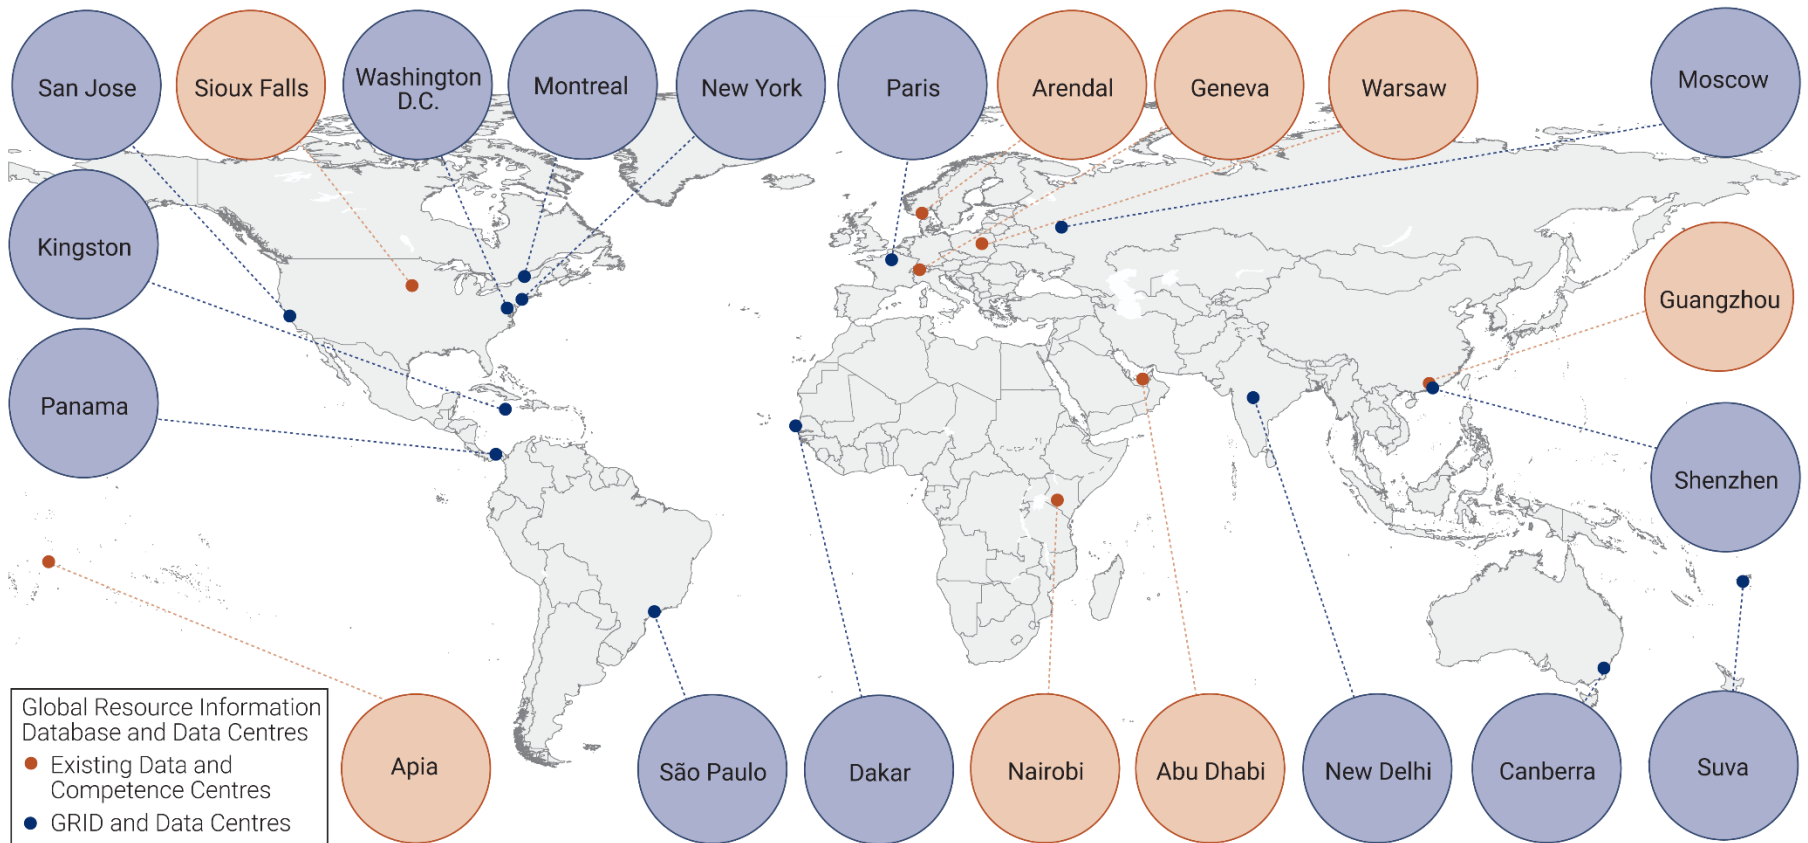 San Jose
Sioux Falls
Washington
D.C.
Montreal
New York
Paris
Arendal
Geneva
Warsaw
Moscow
Kingston
Guangzhou
Panama
Shenzhen
Global Resource Information
Database and Data Centres
Existing Data and
Competence Centres
GRID and Data Centres
Apia
São Paulo
Dakar
Nairobi
Abu Dhabi
New Delhi
Canberra
Suva